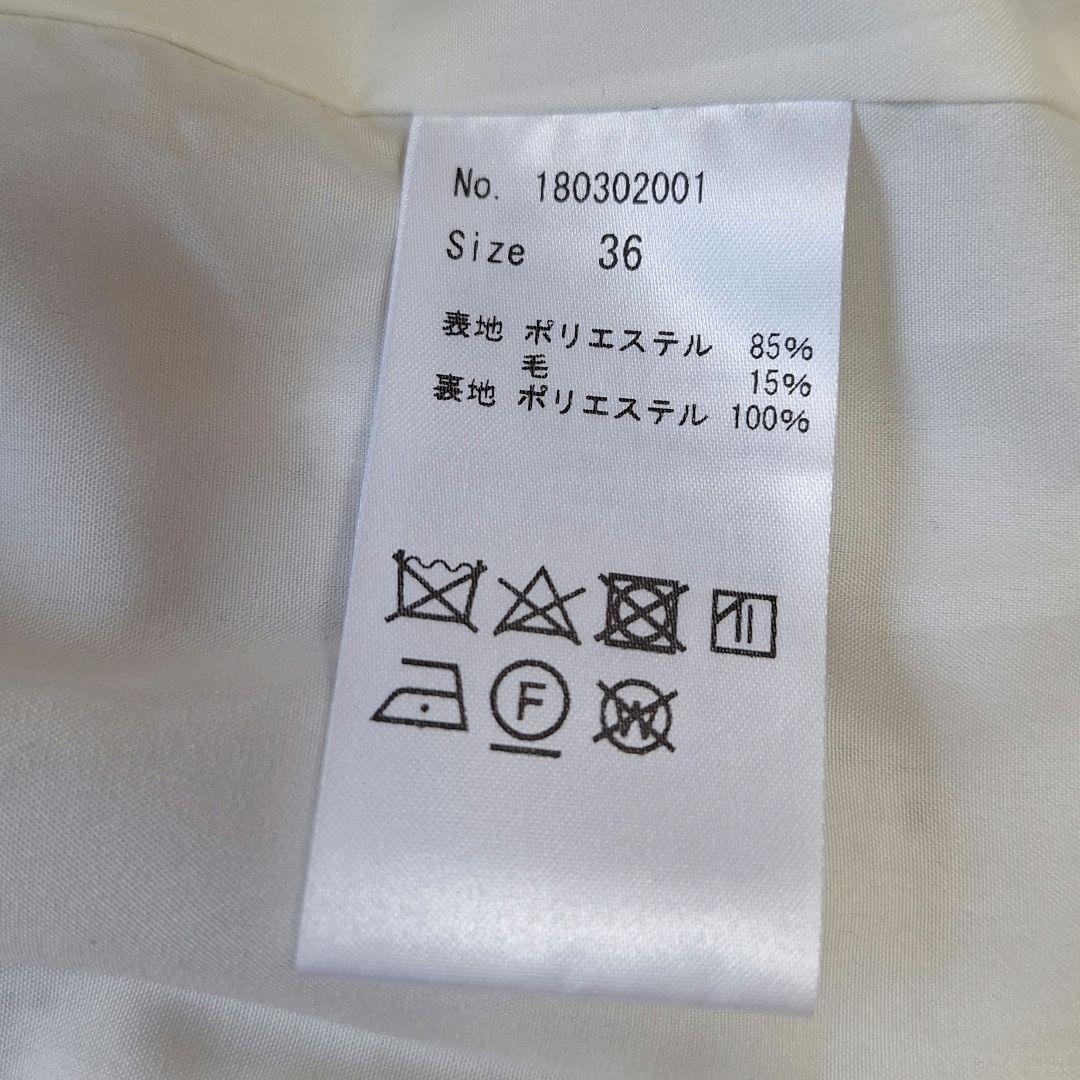 No. 180302001
Size 36
表地 ポリエステル 85%
毛 15%
裏地 ポリエステル 100%
F
W